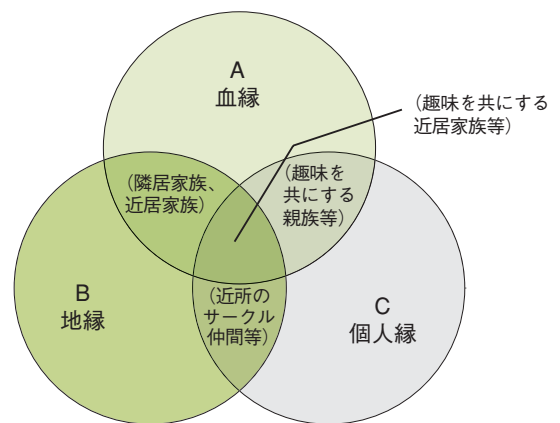 A
血縁
（趣味を共にする
近居家族等）
（隣居家族、
近居家族）
（趣味を
共にする
親族等）
B
地縁
（近所の
サークル
仲間等）
C
個人縁